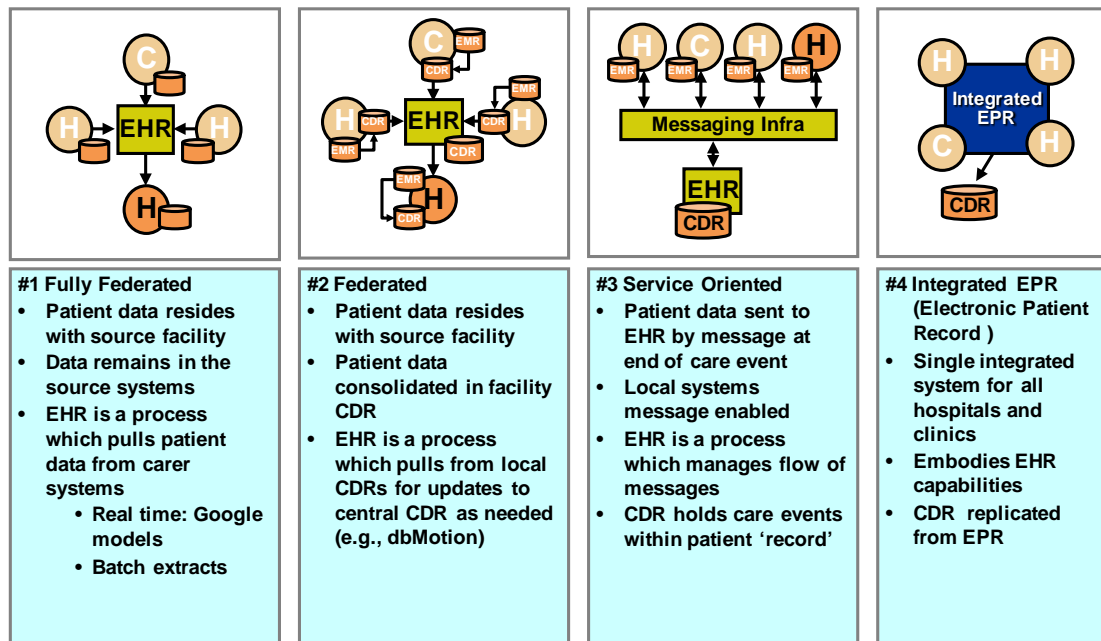 C
H
EHR
H
H
C
EMR
CDR
EMR
H
CDR
EHR
CDR
H
EMR
CDR
EMR
H
CDR
H
C
H
H
EMR
EMR
EMR
EMR
Messaging Infra
EHR
CDR
H
H
Integrated
EPR
C
H
CDR
#1 Fully Federated
• Patient data resides
with source facility
• Data remains in the
source systems
• EHR is a process
which pulls patient
data from carer
systems
• Real time: Google
models
• Batch extracts
#2 Federated
• Patient data resides
with source facility
• Patient data
consolidated in facility
CDR
• EHR is a process
which pulls from local
CDRs for updates to
central CDR as needed
(e.g., dbMotion)
#3 Service Oriented
• Patient data sent to
EHR by message at
end of care event
• Local systems
message enabled
• EHR is a process
which manages flow of
messages
• CDR holds care events
within patient ‘record’
#4 Integrated EPR
(Electronic Patient
Record )
• Single integrated
system for all
hospitals and
clinics
• Embodies EHR
capabilities
• CDR replicated
from EPR